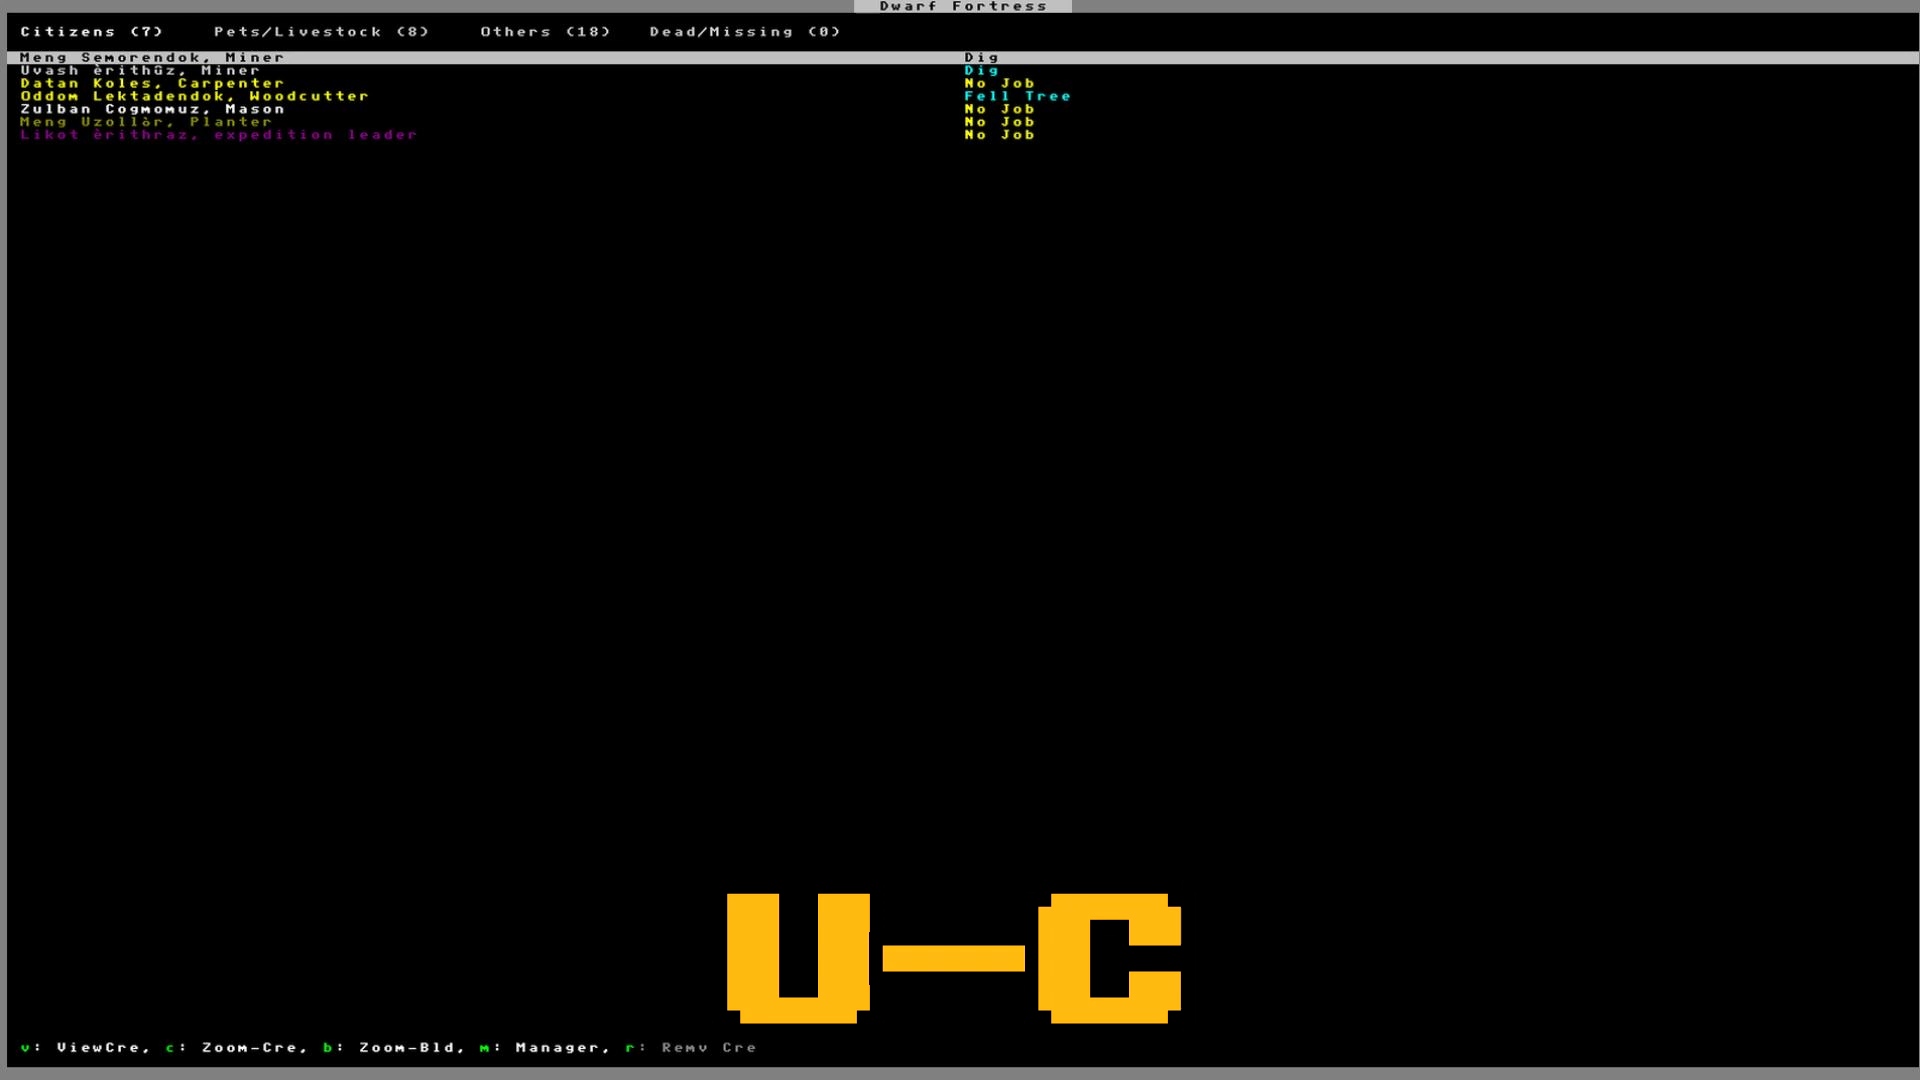 Dwarf Fortress
Citizens (7) Pets/Livestock (8) Others (18) Dead/Missing (0)
Meng Semorendok, Miner Dig
Uvash èrithûz, Miner Dig
Datan Koles, Carpenter No Job
Oddom Lektadendok, Woodcutter Fell Tree
Zulban Cogmomuz, Mason No Job
Meng Uzollòr, Planter No Job
Likot èrithraz, expedition leader No Job
U-C
v: ViewCre, c: Zoom-Cre, b: Zoom-Bld, m: Manager, r: Remv Cre